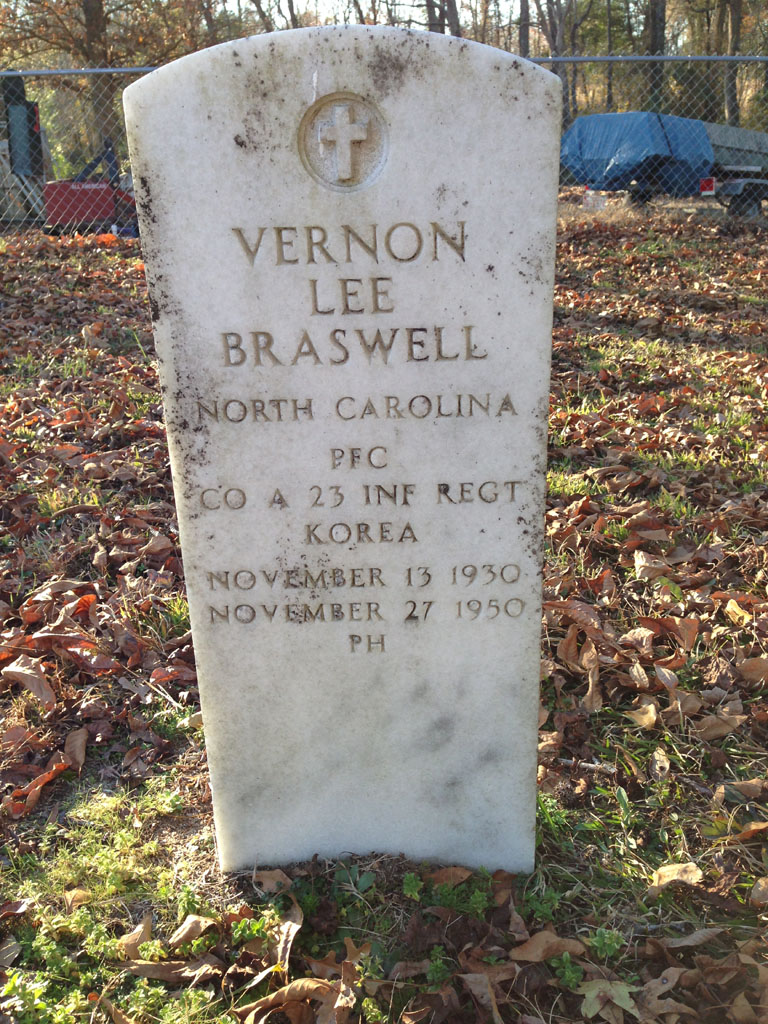 VERNON
LEE
BRASWELL
NORTH CAROLINA
PFC
CO A 23 INF REGT
KOREA
NOVEMBER 13 1930
NOVEMBER 27 1950
PH